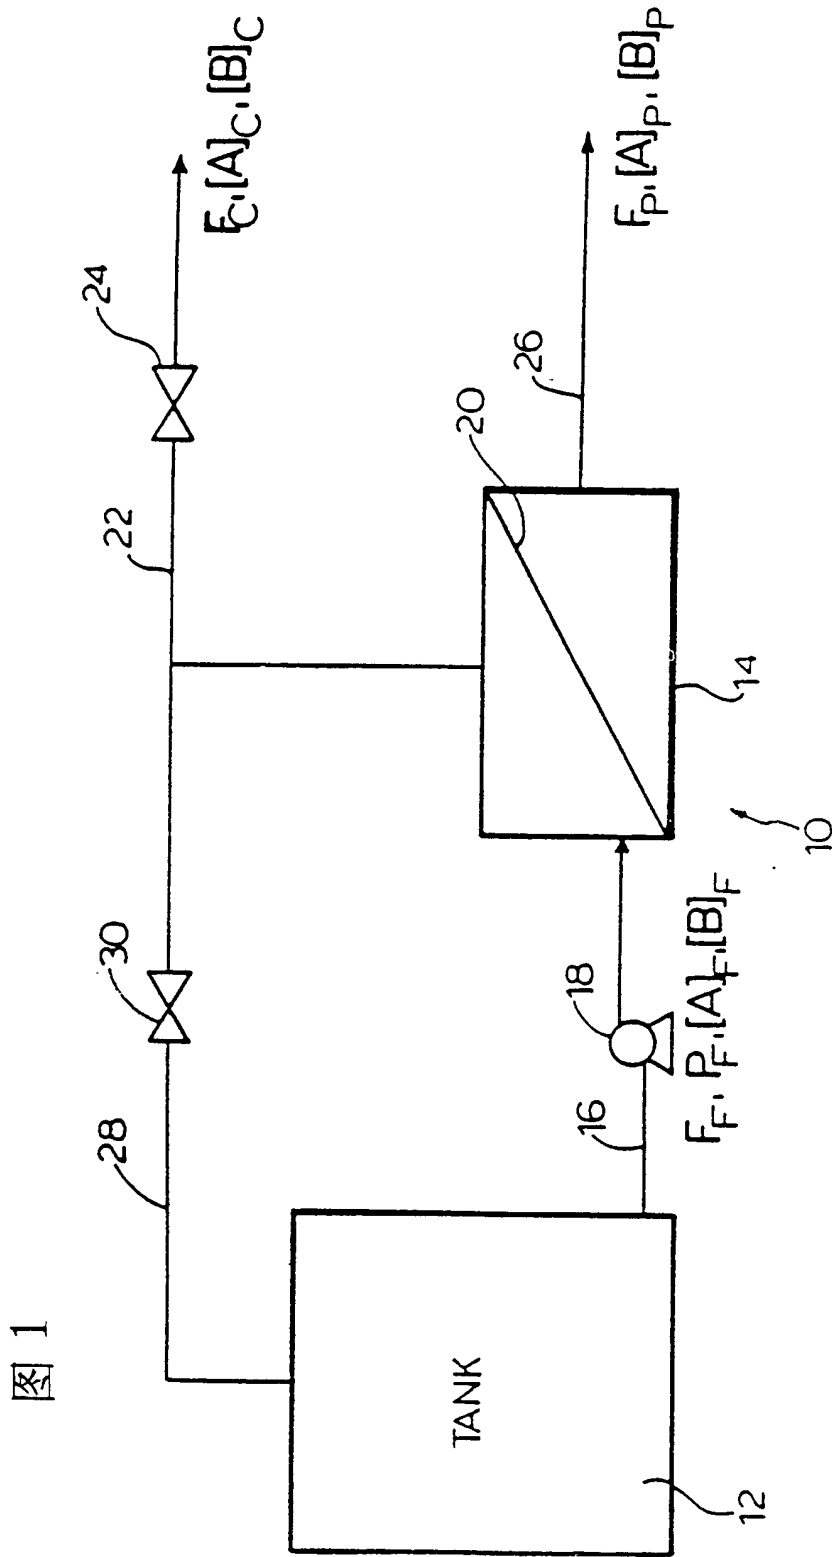 图 1
28
30
22
24
F_C, [A]_C, [B]_C
TANK
12
16
18
F_F, P_F, [A]_F, [B]_F
10
14
20
26
F_P, [A]_P, [B]_P